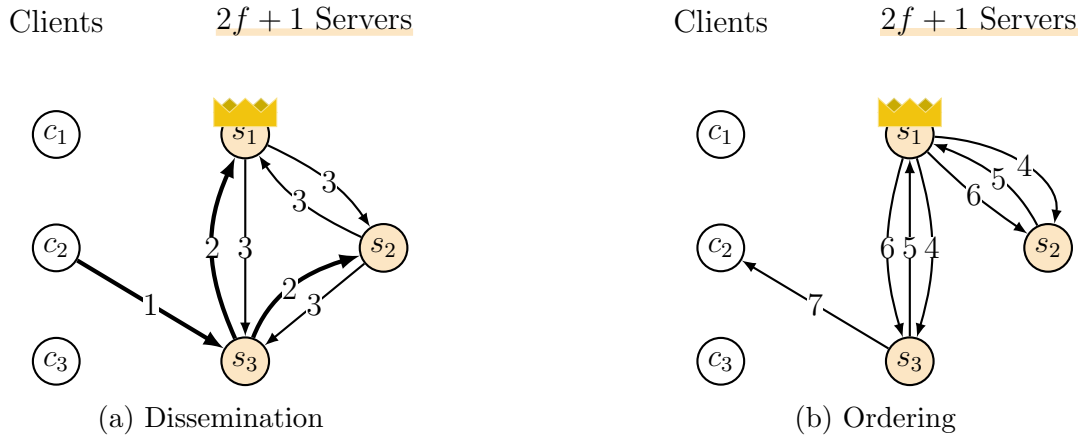 Clients 2f + 1 Servers
c1
s1
3
3
c2
2
3
s2
2
3
1
c3
s3
(a) Dissemination
Clients 2f + 1 Servers
c1
s1
4
5
6
c2
6 5 4
s2
7
c3
s3
(b) Ordering